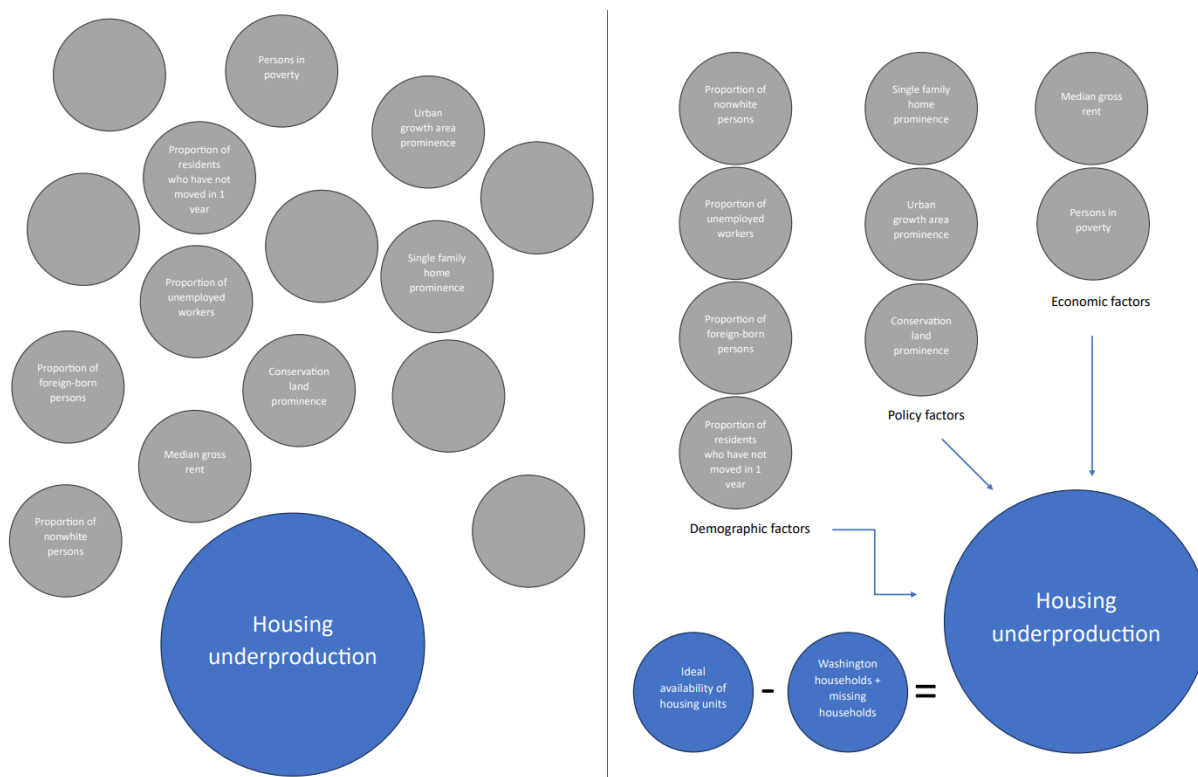 Persons in
poverty
Urban
growth area
prominence
Proportion of
residents
who have not
moved in 1
year
Single family
home
prominence
Proportion of
unemployed
workers
Proportion of
foreign-born
persons
Conservation
land
prominence
Median gross
rent
Proportion of
nonwhite
persons
Housing
underproduction
Proportion of
nonwhite
persons
Proportion of
unemployed
workers
Proportion of
foreign-born
persons
Proportion of
residents
who have not
moved in 1
year
Demographic factors
Single family
home
prominence
Urban
growth area
prominence
Conservation
land
prominence
Policy factors
Median gross
rent
Persons in
poverty
Economic factors
Ideal
availability of
housing units
-
Washington
households +
missing
households
=
Housing
underproduction